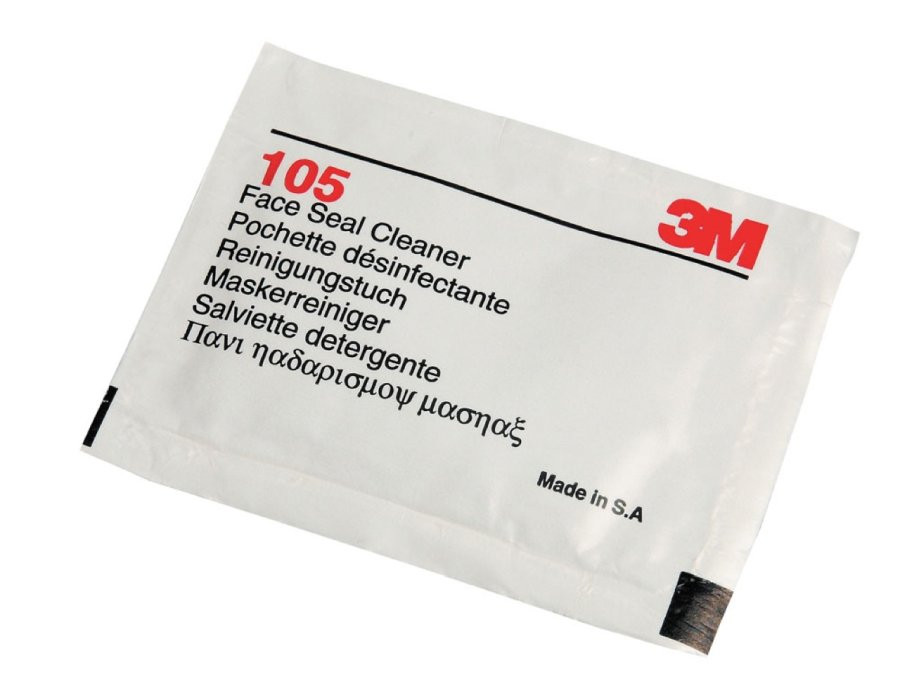 105
3M
Face Seal Cleaner
Pochette désinfectante
Reinigungstuch
Maskerreiniger
Salviette detergente
Πανι ηαδαρισμοψ μασηαξ
Made in S.A